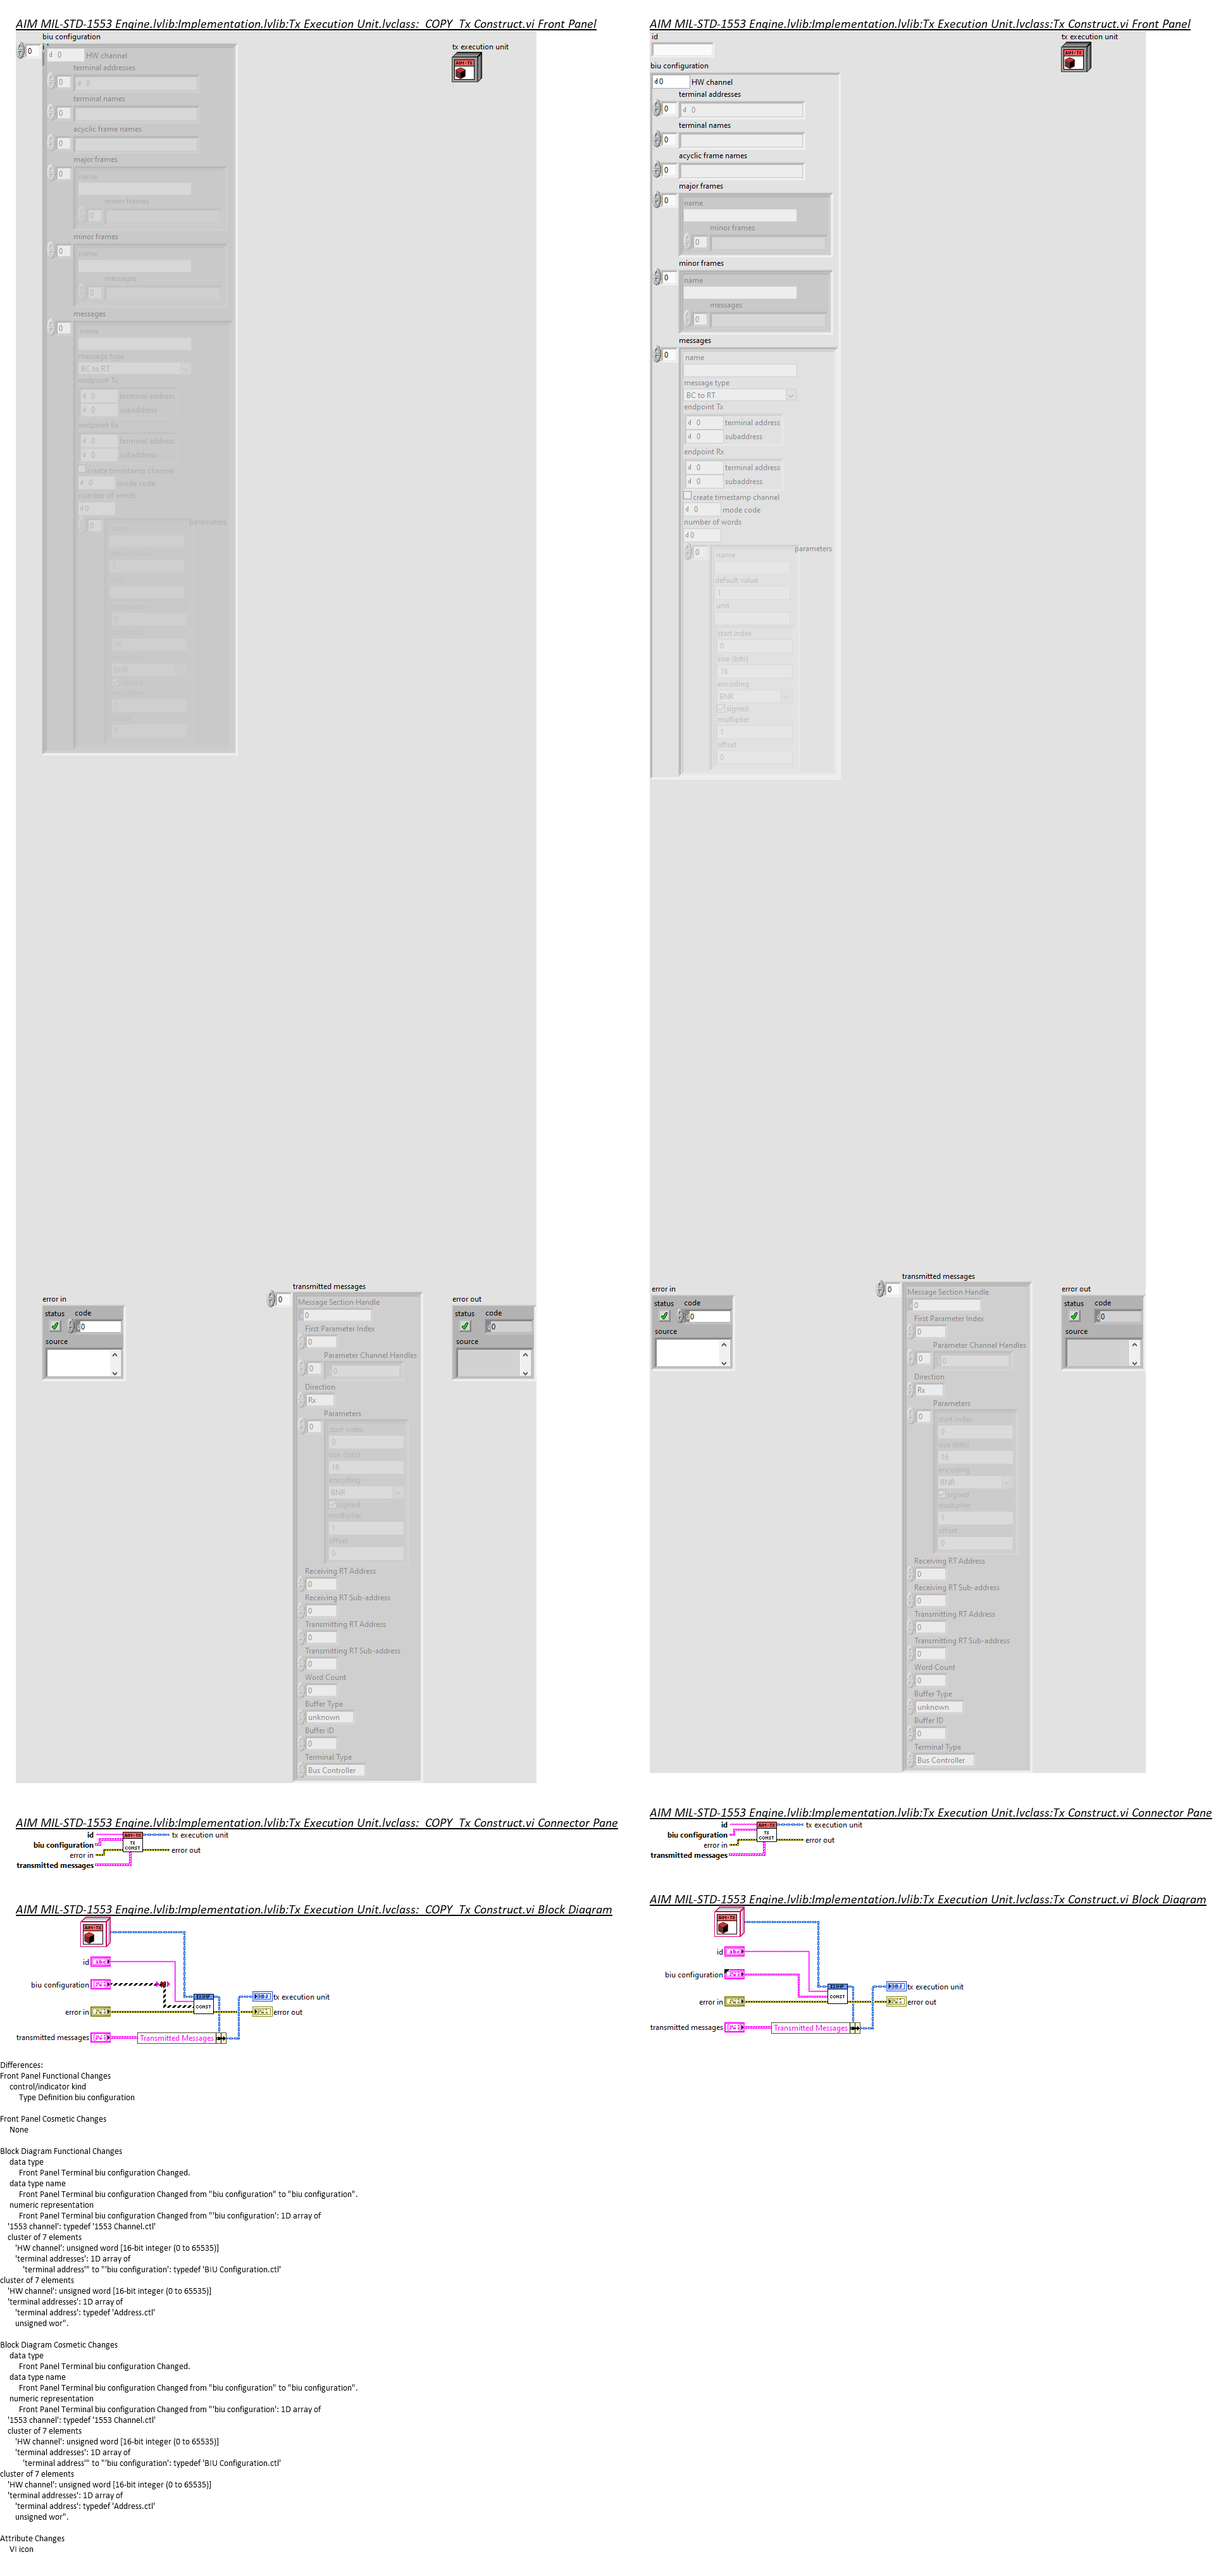 AIM MIL-STD-1553 Engine.lvlib:Implementation.lvlib:Tx Execution Unit.lvclass:_COPY_Tx Construct.vi Front Panel
biu configuration
0
d 0 HW channel
terminal addresses
0 d 0
terminal names
0
acyclic frame names
0
major frames
0 name
minor frames
0
minor frames
0 name
messages
0
messages
0 name
message type
BC to RT
endpoint Tx
d 0 terminal address
d 0 subaddress
endpoint Rx
d 0 terminal address
d 0 subaddress
create timestamp channel
d 0 mode code
number of words
d 0
0 parameters
tx execution unit
AIM-TX
error in
status code
0
source
transmitted messages
0 Message Section Handle
0
First Parameter Index
0
Parameter Channel Handles
0 0
Direction
Rx
Parameters
0 start index
0
size (bits)
16
encoding
BNR
signed
multiplier
1
offset
0
Receiving RT Address
0
Receiving RT Sub-address
0
Transmitting RT Address
0
Transmitting RT Sub-address
0
Word Count
0
Buffer Type
unknown
Buffer ID
0
Terminal Type
Bus Controller
error out
status code
0
source
AIM MIL-STD-1553 Engine.lvlib:Implementation.lvlib:Tx Execution Unit.lvclass:_COPY_Tx Construct.vi Connector Pane
id
biu configuration
error in
transmitted messages
AIM-TX
TX
CONST
tx execution unit
error out
AIM MIL-STD-1553 Engine.lvlib:Implementation.lvlib:Tx Execution Unit.lvclass:_COPY_Tx Construct.vi Block Diagram
AIM-TX
id abc
biu configuration
error in
CONST
tx execution unit
error out
transmitted messages Transmitted Messages
AIM MIL-STD-1553 Engine.lvlib:Implementation.lvlib:Tx Execution Unit.lvclass:Tx Construct.vi Front Panel
id
biu configuration
d 0 HW channel
terminal addresses
0 d 0
terminal names
0
acyclic frame names
0
major frames
0 name
minor frames
0
minor frames
0 name
messages
0
messages
0 name
message type
BC to RT
endpoint Tx
d 0 terminal address
d 0 subaddress
endpoint Rx
d 0 terminal address
d 0 subaddress
create timestamp channel
d 0 mode code
number of words
d 0
0 parameters
name
default value
1
unit
start index
0
size (bits)
16
encoding
BNR
signed
multiplier
1
offset
0
tx execution unit
AIM-TX
error in
status code
0
source
transmitted messages
0 Message Section Handle
0
First Parameter Index
0
Parameter Channel Handles
0 0
Direction
Rx
Parameters
0 start index
0
size (bits)
16
encoding
BNR
signed
multiplier
1
offset
0
Receiving RT Address
0
Receiving RT Sub-address
0
Transmitting RT Address
0
Transmitting RT Sub-address
0
Word Count
0
Buffer Type
unknown
Buffer ID
0
Terminal Type
Bus Controller
error out
status code
0
source
AIM MIL-STD-1553 Engine.lvlib:Implementation.lvlib:Tx Execution Unit.lvclass:Tx Construct.vi Connector Pane
id
biu configuration
error in
transmitted messages
AIM-TX
TX
CONST
tx execution unit
error out
AIM MIL-STD-1553 Engine.lvlib:Implementation.lvlib:Tx Execution Unit.lvclass:Tx Construct.vi Block Diagram
AIM-TX
id abc
biu configuration
error in
CONST
tx execution unit
error out
transmitted messages Transmitted Messages
Differences:
Front Panel Functional Changes
control/indicator kind
Type Definition biu configuration
Front Panel Cosmetic Changes
None
Block Diagram Functional Changes
data type
Front Panel Terminal biu configuration Changed.
data type name
Front Panel Terminal biu configuration Changed from "biu configuration" to "biu configuration".
numeric representation
Front Panel Terminal biu configuration Changed from "'biu configuration': 1D array of
'1553 channel': typedef '1553 Channel.ctl'
cluster of 7 elements
'HW channel': unsigned word [16-bit integer (0 to 65535)]
'terminal addresses': 1D array of
'terminal address'" to "'biu configuration': typedef 'BIU Configuration.ctl'
cluster of 7 elements
'HW channel': unsigned word [16-bit integer (0 to 65535)]
'terminal addresses': 1D array of
'terminal address': typedef 'Address.ctl'
unsigned wor".
Block Diagram Cosmetic Changes
data type
Front Panel Terminal biu configuration Changed.
data type name
Front Panel Terminal biu configuration Changed from "biu configuration" to "biu configuration".
numeric representation
Front Panel Terminal biu configuration Changed from "'biu configuration': 1D array of
'1553 channel': typedef '1553 Channel.ctl'
cluster of 7 elements
'HW channel': unsigned word [16-bit integer (0 to 65535)]
'terminal addresses': 1D array of
'terminal address'" to "'biu configuration': typedef 'BIU Configuration.ctl'
cluster of 7 elements
'HW channel': unsigned word [16-bit integer (0 to 65535)]
'terminal addresses': 1D array of
'terminal address': typedef 'Address.ctl'
unsigned wor".
Attribute Changes
VI icon